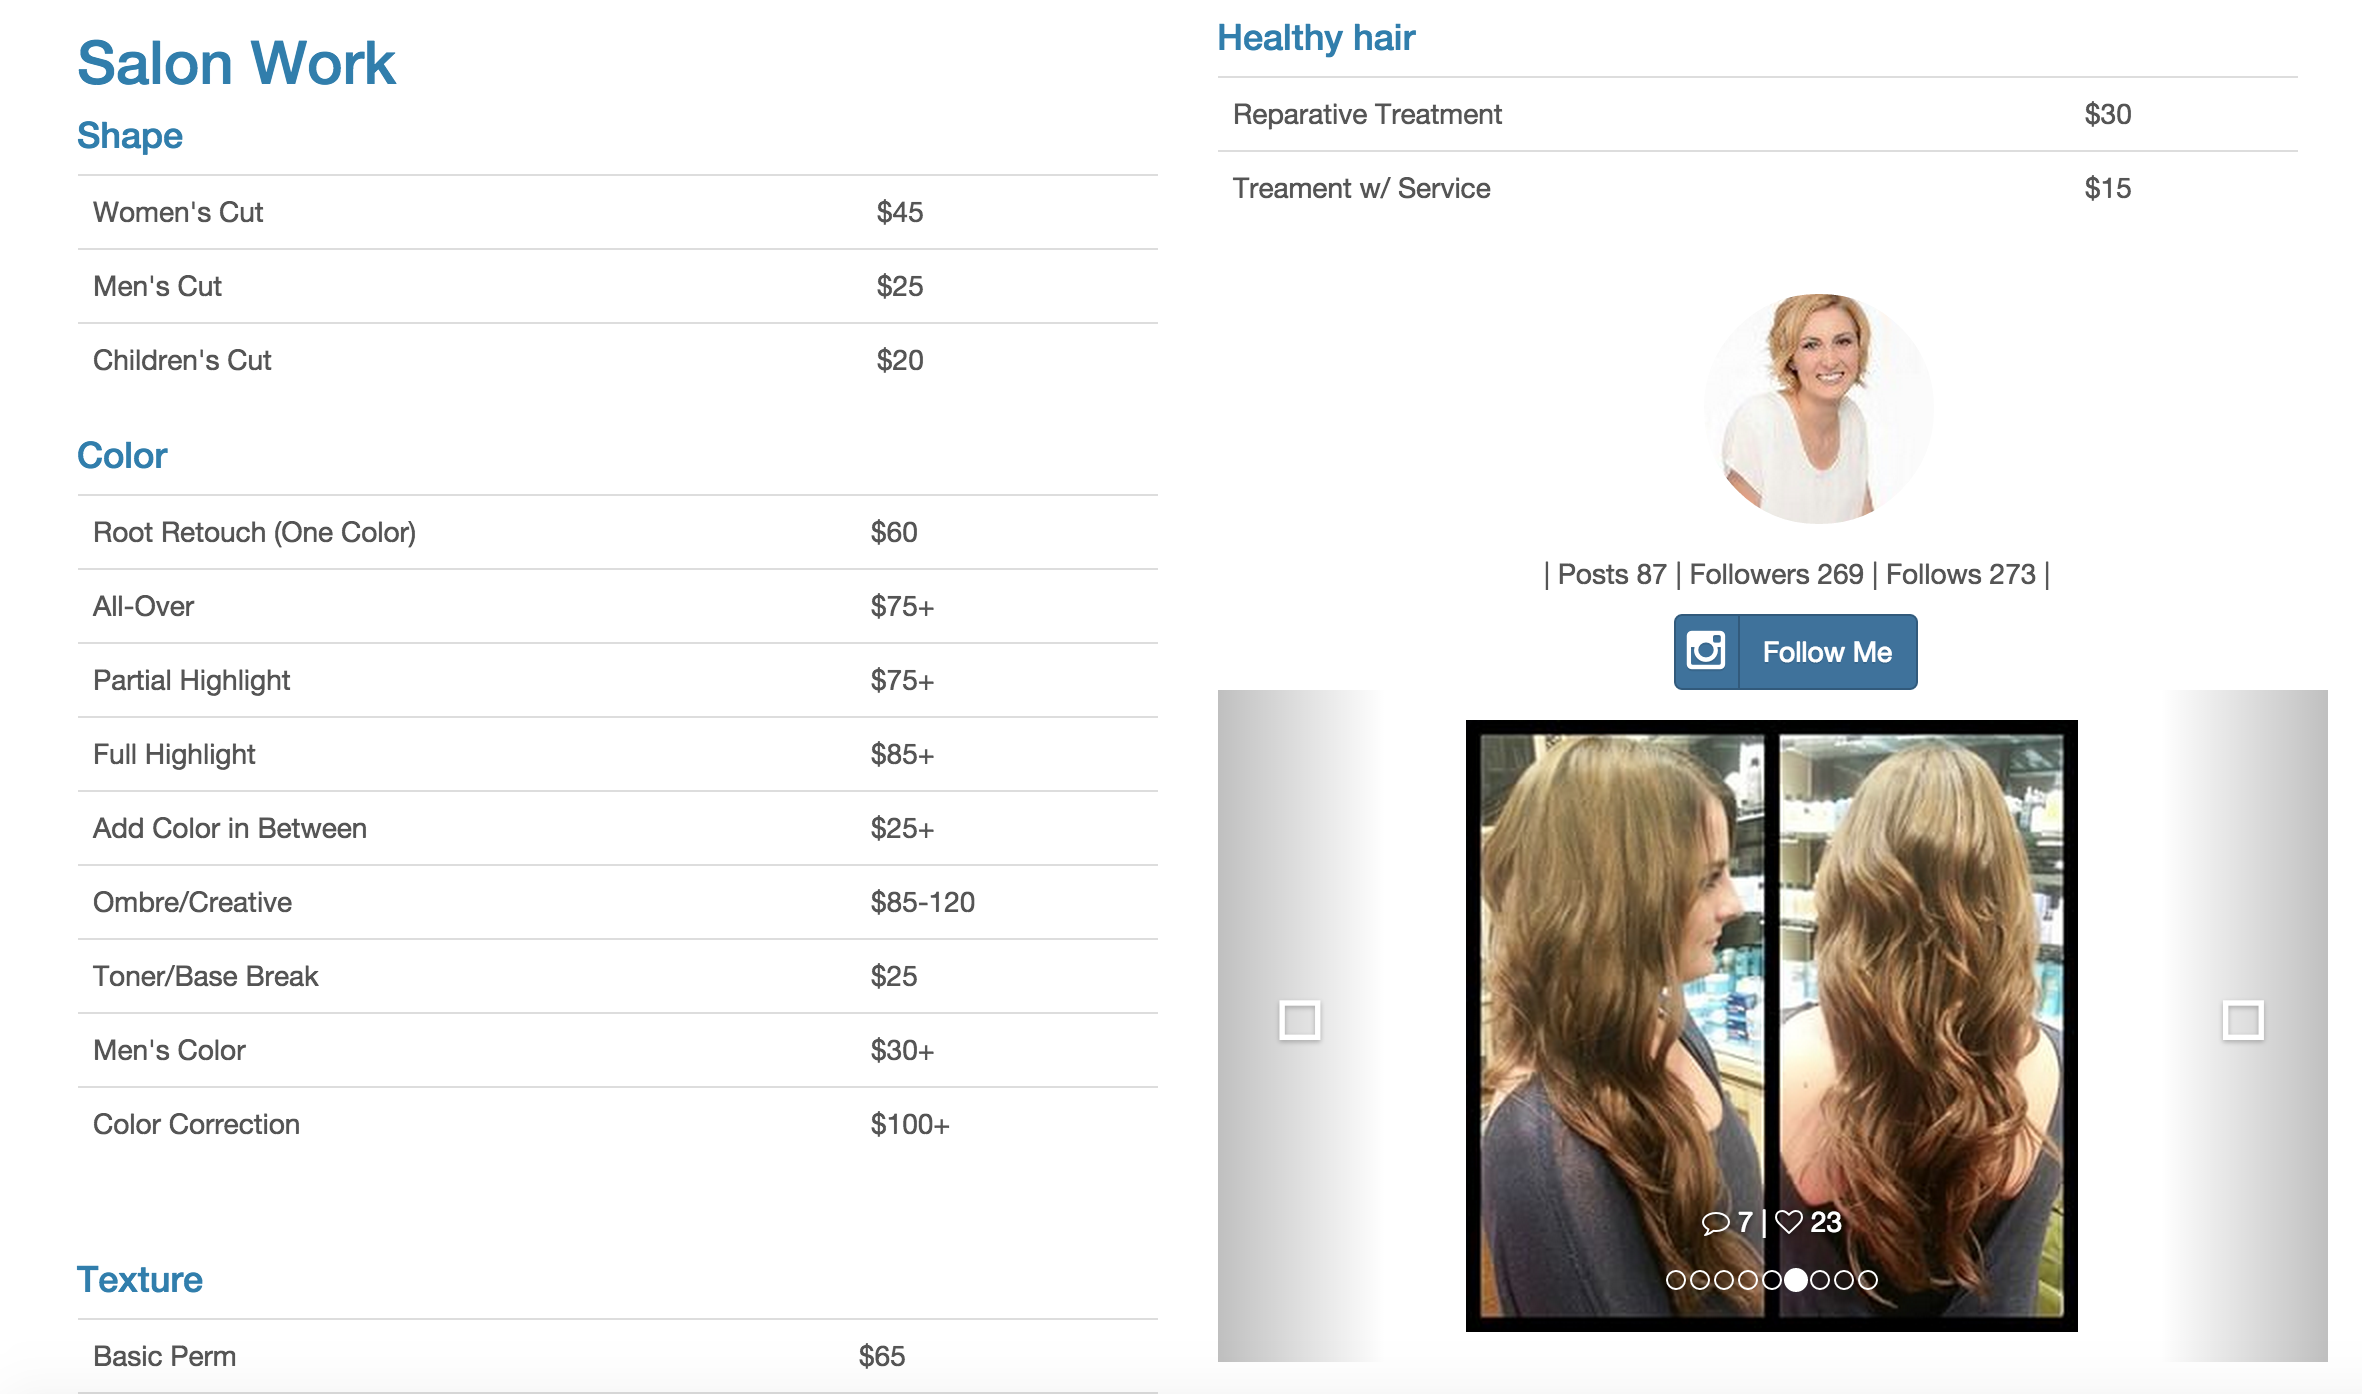 Salon Work
Shape
Women's Cut $45
Men's Cut $25
Children's Cut $20
Color
Root Retouch (One Color) $60
All-Over $75+
Partial Highlight $75+
Full Highlight $85+
Add Color in Between $25+
Ombre/Creative $85-120
Toner/Base Break $25
Men's Color $30+
Color Correction $100+
Texture
Basic Perm $65
Healthy hair
Reparative Treatment $30
Treament w/ Service $15
| Posts 87 | Followers 269 | Follows 273 |
Follow Me
7 | 23